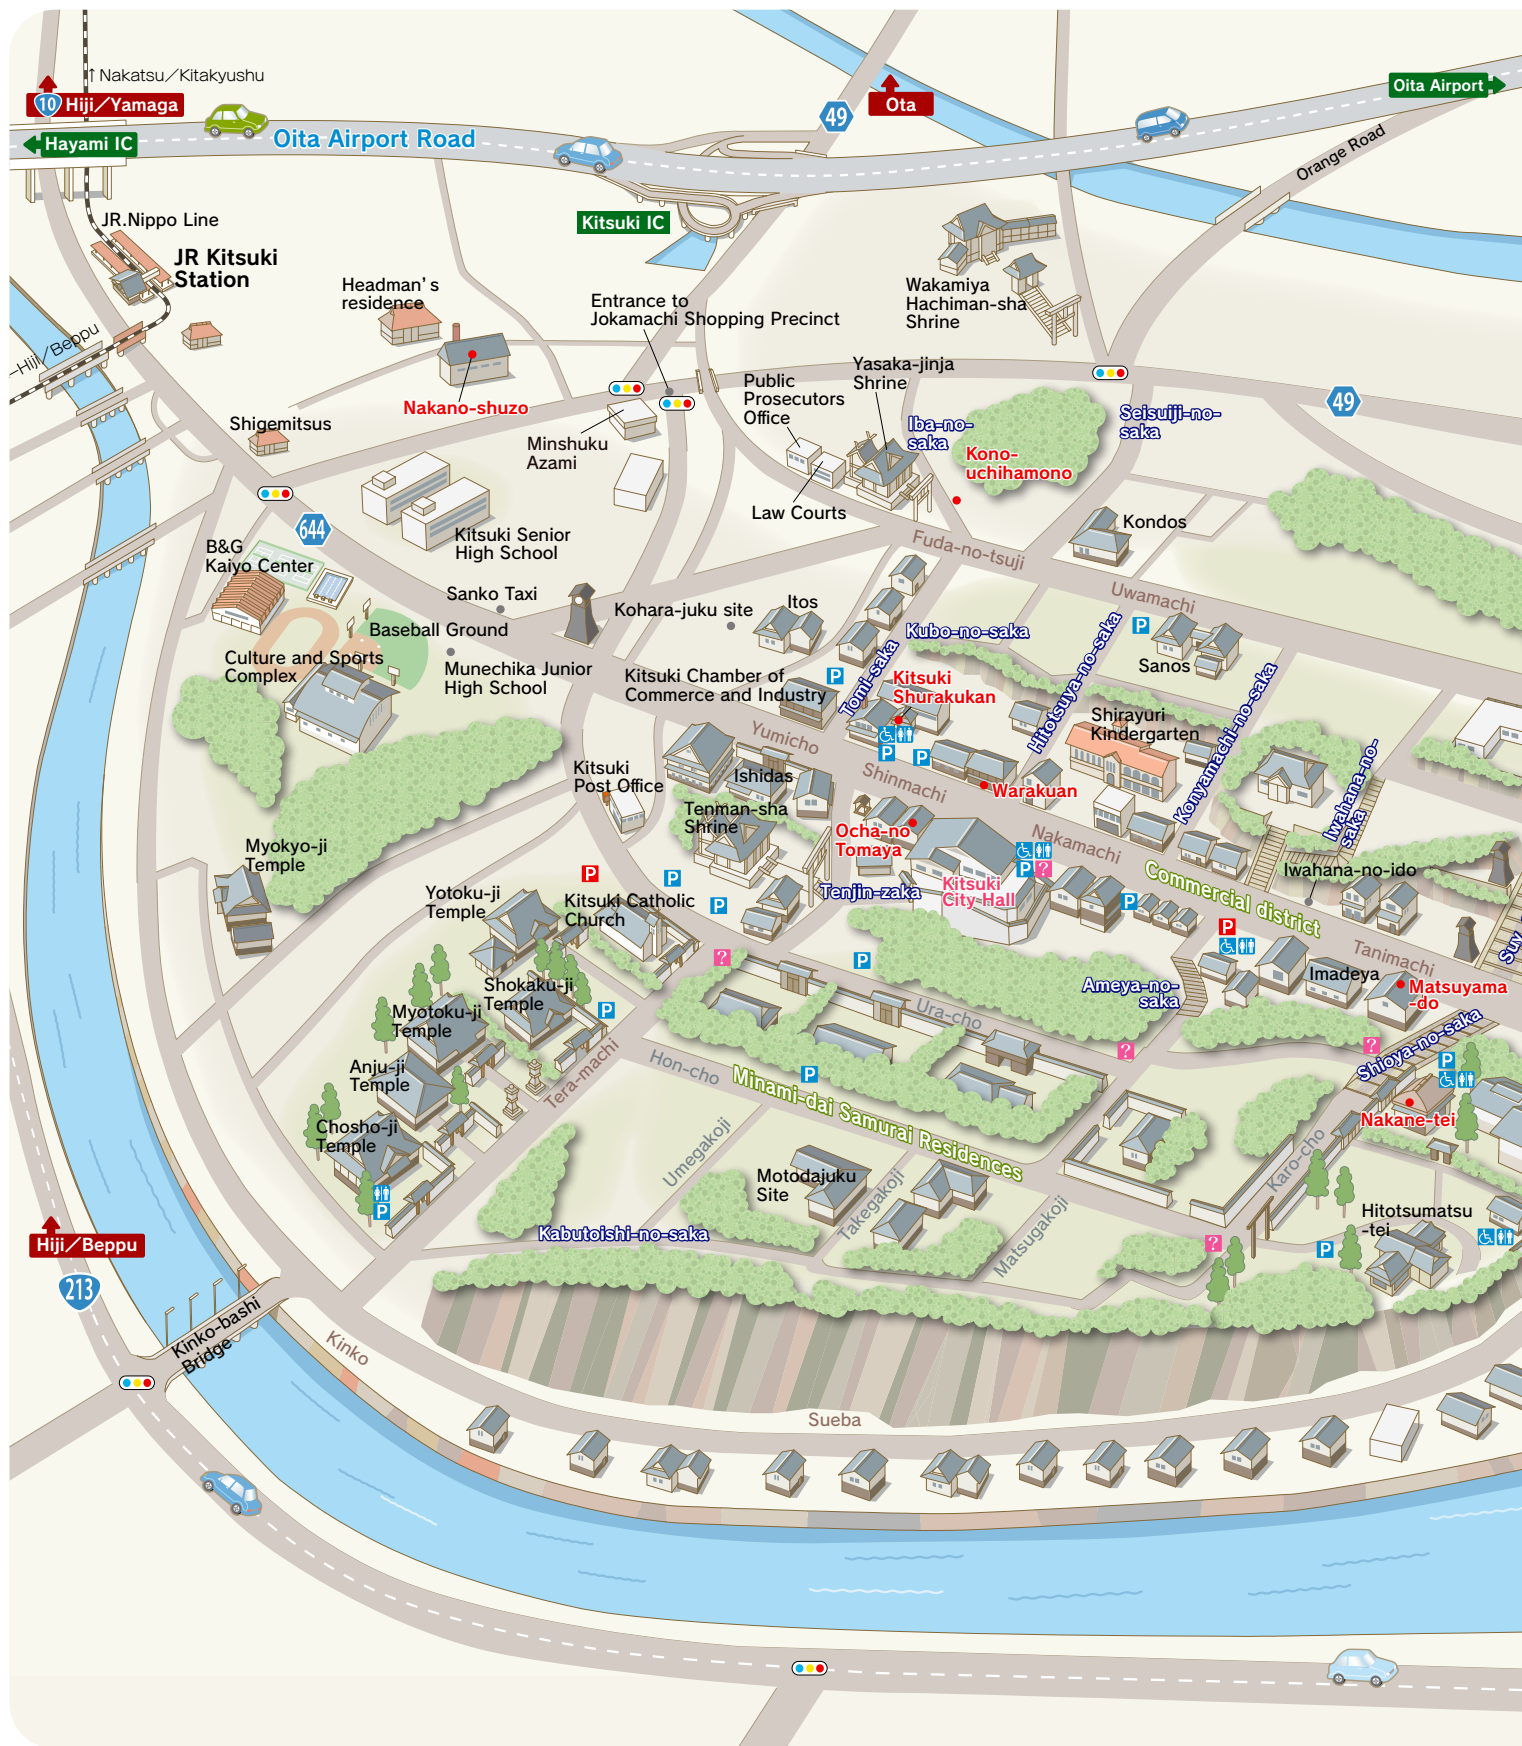 ↑Nakatsu／Kitakyushu
10 Hiji／Yamaga
Hayami IC
Oita Airport Road
49
Ota
Oita Airport
Orange Road
Kitsuki IC
JR.Nippo Line
JR Kitsuki
Station
Hiji／Beppu
Headman's
residence
Entrance to
Jokamachi Shopping Precinct
Wakamiya
Hachiman-sha
Shrine
Nakano-shuzo
Shigemitsus
Minshuku
Azami
Public
Prosecutors
Office
Yasaka-jinja
Shrine
Iba-no-
saka
Seisuiji-no-
saka
49
Kono-
uchihamono
Law Courts
Kondos
644
Kitsuki Senior
High School
B&G
Kaiyo Center
Fuda-no-tsuji
Uwamachi
Sanko Taxi
Kohara-juku site
Itos
P
Baseball Ground
Kubo-no-saka
Culture and Sports
Complex
Munechika Junior
High School
Kitsuki Chamber of
Commerce and Industry
P
Tomi-saka
Kitsuki
Shurakukan
Hitotsuya-no-saka
Sanos
Konyamachi-no-saka
Shirayuri
Kindergarten
Yumicho
P
P
Shinmachi
Ishidas
Kitsuki
Post Office
Warakuan
Iwahana-no-
saka
Tenman-sha
Shrine
Ocha-no
Tomaya
Nakamachi
Myokyo-ji
Temple
P
P
P
P ?
Commercial district
Iwahana-no-ido
Yotoku-ji
Temple
Kitsuki Catholic
Church
Tenjin-zaka
Kitsuki
City Hall
P
P
Suy
Tanimachi
?
P
Imadeya
Matsuyama
-do
Shokaku-ji
Temple
Ameya-no-
saka
Myotoku-ji
Temple
P
Ura-cho
Shioya-no-saka
?
?
P
Anju-ji
Temple
Tera-machi
Hon-cho
P
Minami-dai Samurai Residences
Nakane-tei
Chosho-ji
Temple
P
Umegakoji
Motodajuku
Site
Takegakoji
Karo-cho
Hitotsumatsu
-tei
Matsugakoji
Kabutoishi-no-saka
?
P
Hiji／Beppu
213
Kinko-bashi
Bridge
Kinko
Sueba